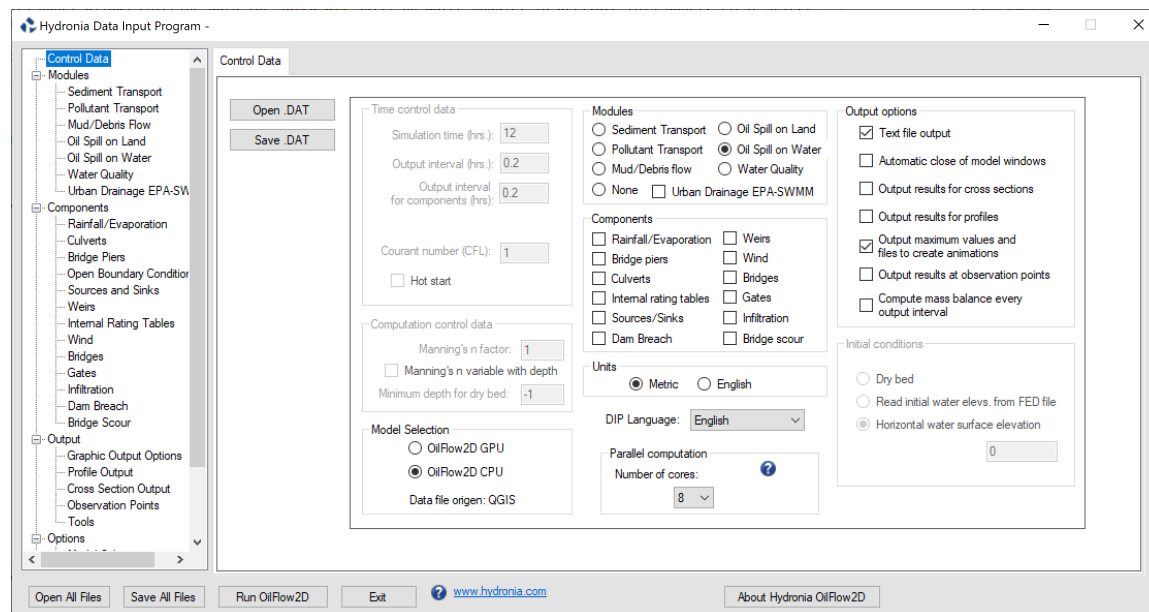 Hydronia Data Input Program -
Control Data
Modules
Sediment Transport
Pollutant Transport
Mud/Debris Flow
Oil Spill on Land
Oil Spill on Water
Water Quality
Urban Drainage EPA-SW
Components
Rainfall/Evaporation
Culverts
Bridge Piers
Open Boundary Condition
Sources and Sinks
Weirs
Internal Rating Tables
Wind
Bridges
Gates
Infiltration
Dam Breach
Bridge Scour
Output
Graphic Output Options
Profile Output
Cross Section Output
Observation Points
Tools
Options
Control Data
Open .DAT
Save .DAT
Time control data
Simulation time (hrs.): 12
Output interval (hrs.): 0.2
Output interval
for components (hrs): 0.2
Courant number (CFL): 1
Hot start
Computation control data
Manning's n factor: 1
Manning's n variable with depth
Minimum depth for dry bed: -1
Model Selection
OilFlow2D GPU
OilFlow2D CPU
Data file origen: QGIS
Modules
Sediment Transport Oil Spill on Land
Pollutant Transport Oil Spill on Water
Mud/Debris flow Water Quality
None Urban Drainage EPA-SWMM
Components
Rainfall/Evaporation Weirs
Bridge piers Wind
Culverts Bridges
Internal rating tables Gates
Sources/Sinks Infiltration
Dam Breach Bridge scour
Units
Metric English
DIP Language: English
Parallel computation
Number of cores:
8
Output options
Text file output
Automatic close of model windows
Output results for cross sections
Output results for profiles
Output maximum values and
files to create animations
Output results at observation points
Compute mass balance every
output interval
Initial conditions
Dry bed
Read initial water elevs. from FED file
Horizontal water surface elevation
0
Open All Files Save All Files Run OilFlow2D Exit www.hydronia.com About Hydronia OilFlow2D